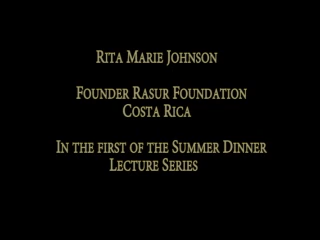 Rita Marie Johnson
Founder Rasur Foundation
Costa Rica
In the first of the Summer Dinner
Lecture Series